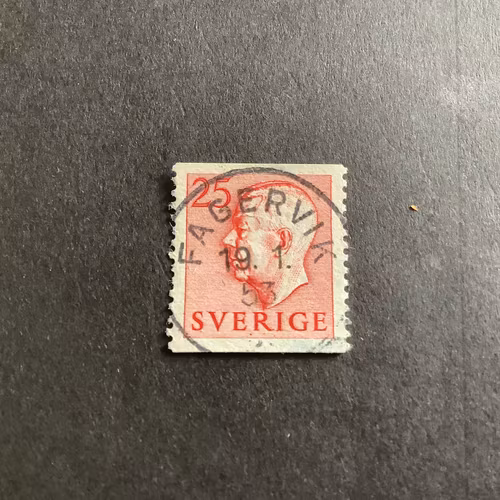 25
FAGERVIK
19. 1.
53
SVERIGE